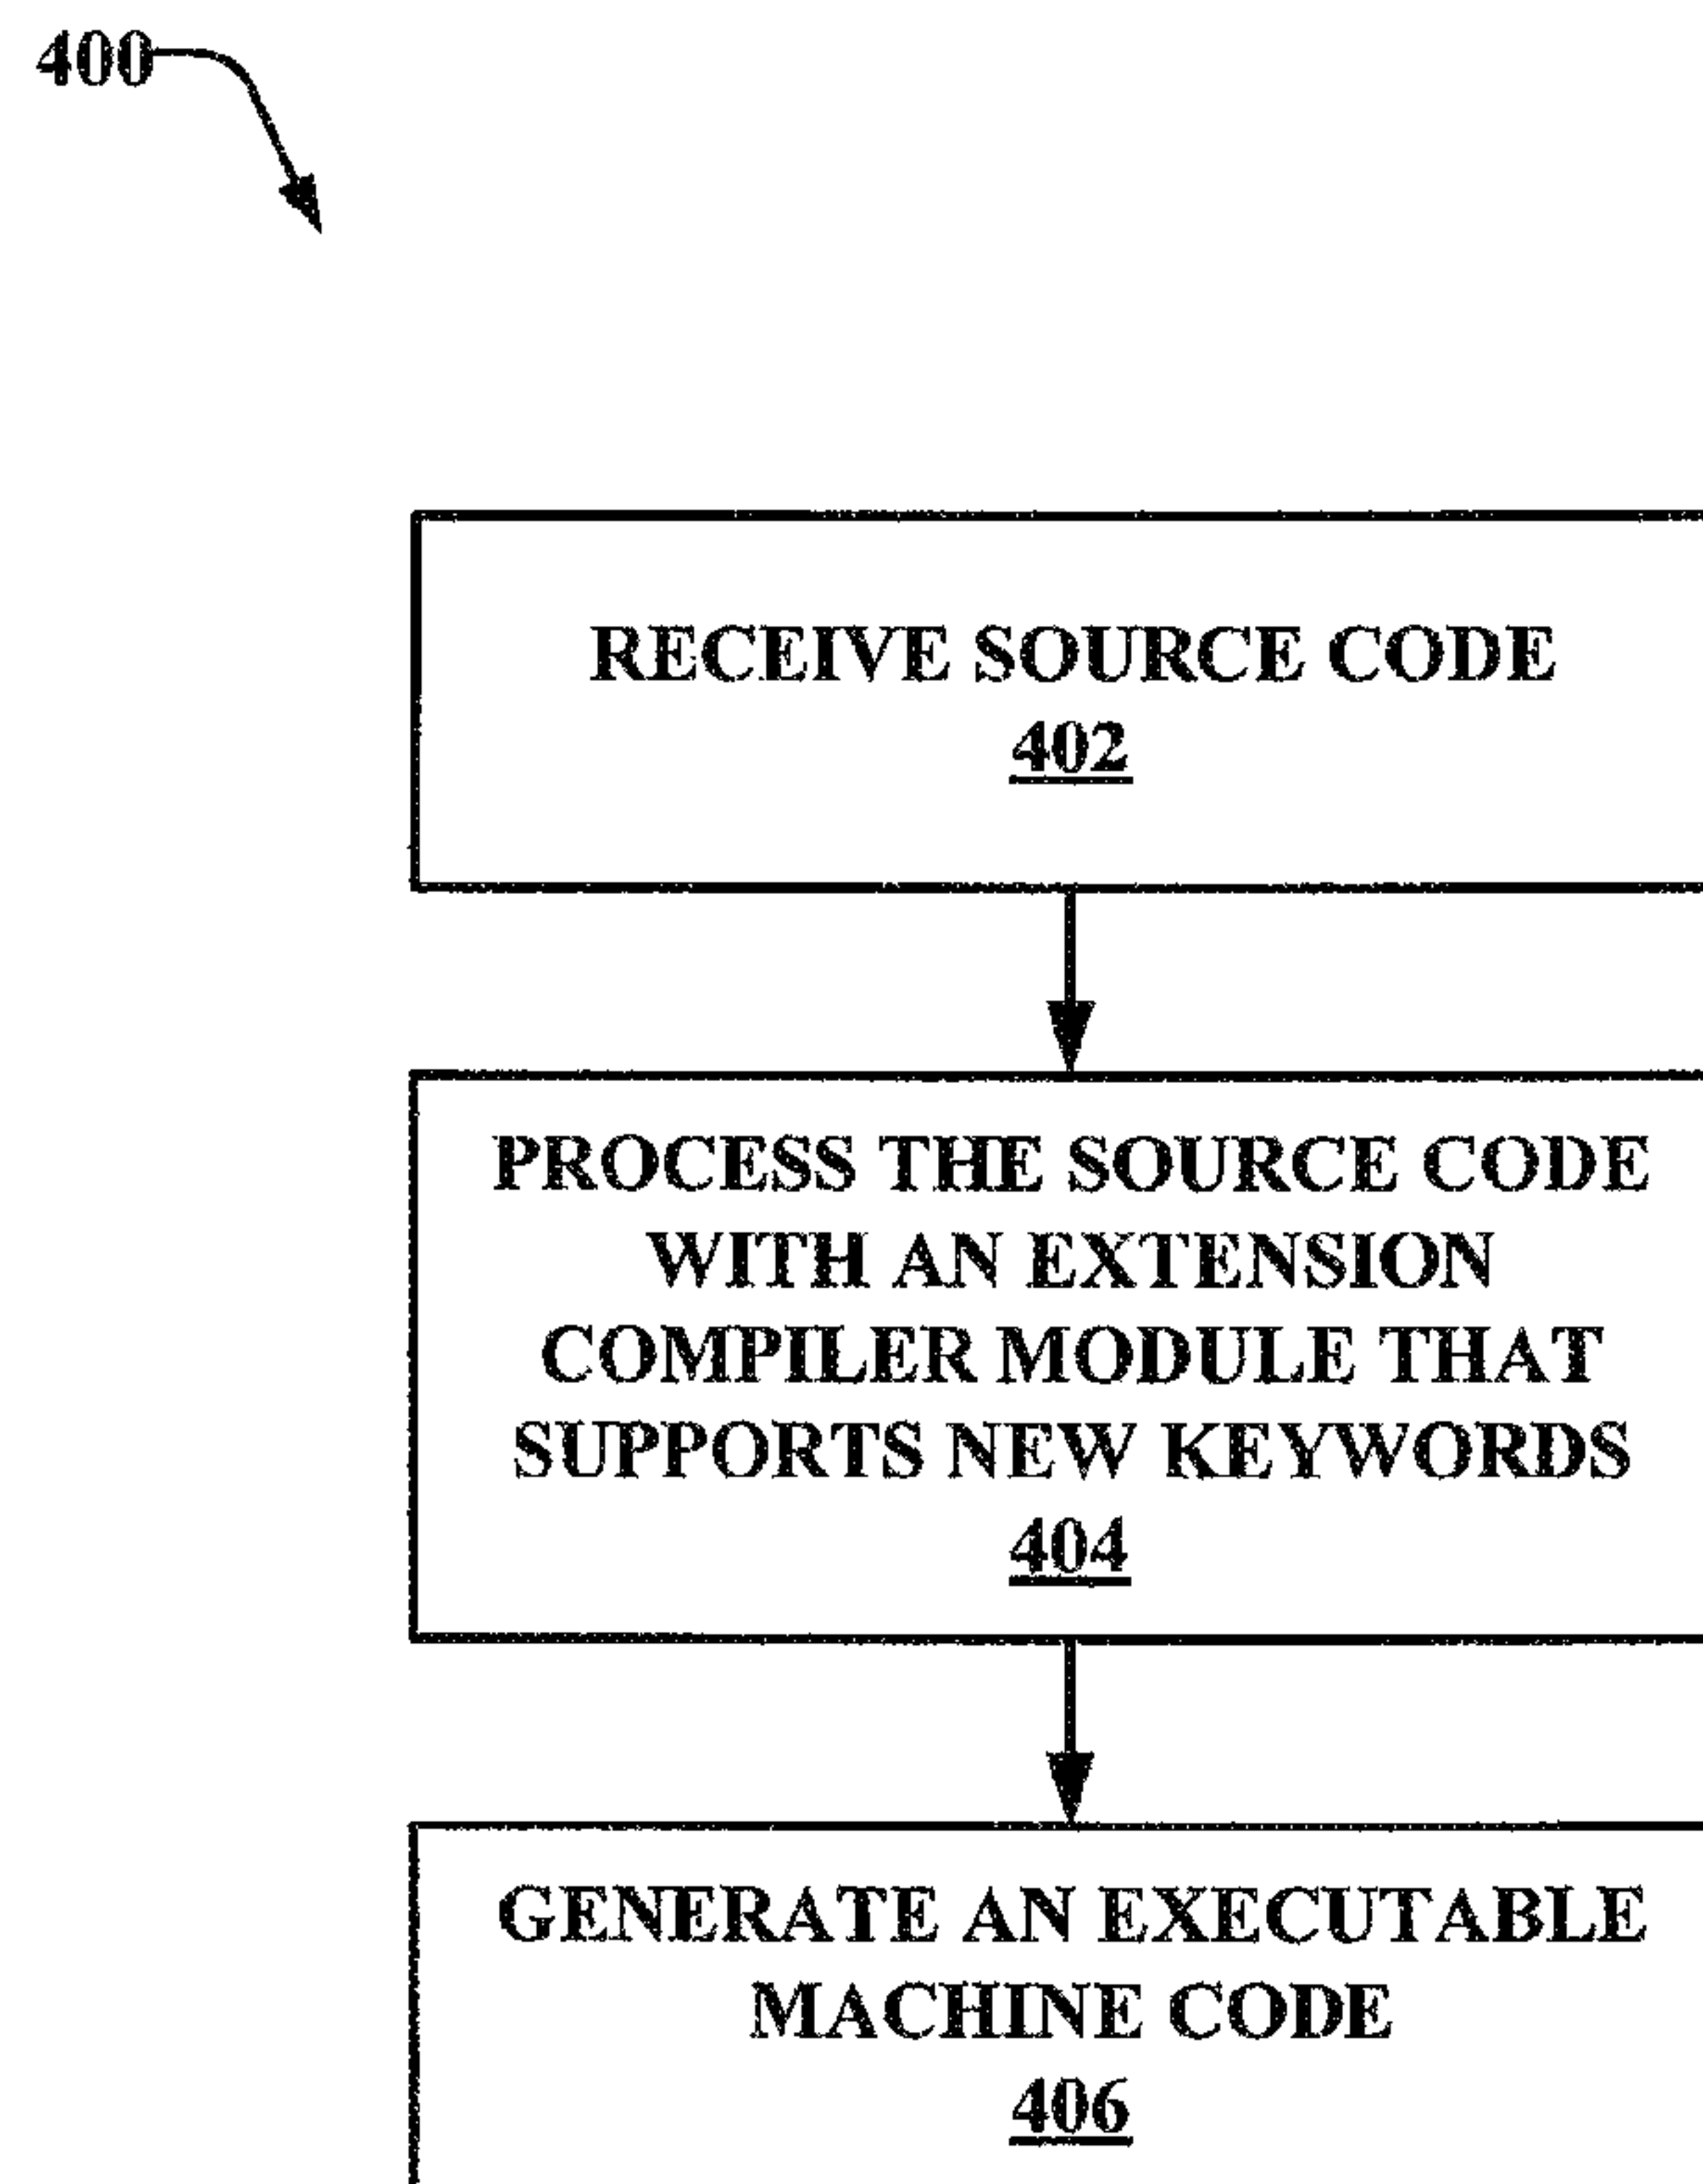 400
RECEIVE SOURCE CODE
402
PROCESS THE SOURCE CODE
WITH AN EXTENSION
COMPILER MODULE THAT
SUPPORTS NEW KEYWORDS
404
GENERATE AN EXECUTABLE
MACHINE CODE
406